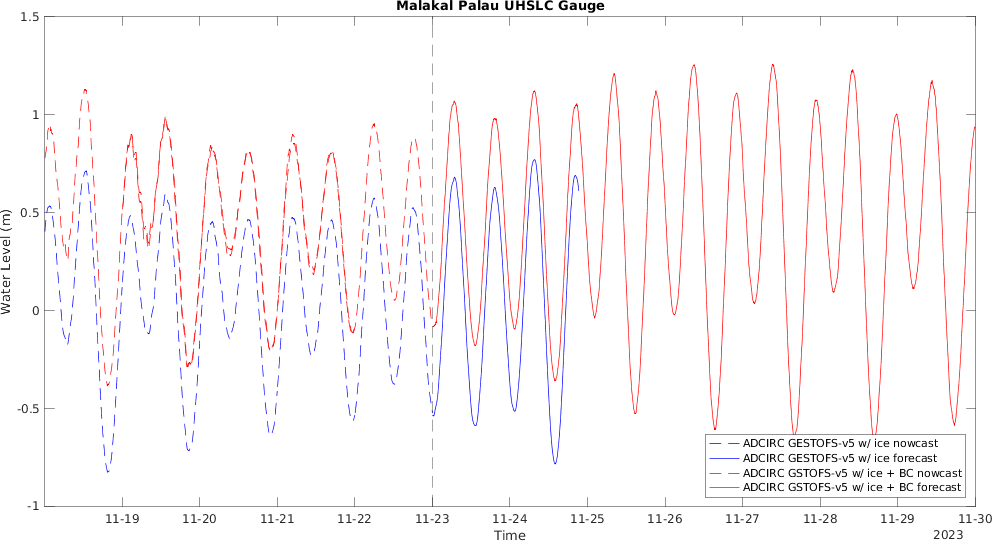 Malakal Palau UHSLC Gauge
1.5
1
0.5
0
-0.5
-1
Water Level (m)
ADCIRC GESTOFS-v5 w/ ice nowcast
ADCIRC GESTOFS-v5 w/ ice forecast
ADCIRC GSTOFS-v5 w/ ice + BC nowcast
ADCIRC GSTOFS-v5 w/ ice + BC forecast
11-19 11-20 11-21 11-22 11-23 11-24 11-25 11-26 11-27 11-28 11-29 11-30
Time
2023